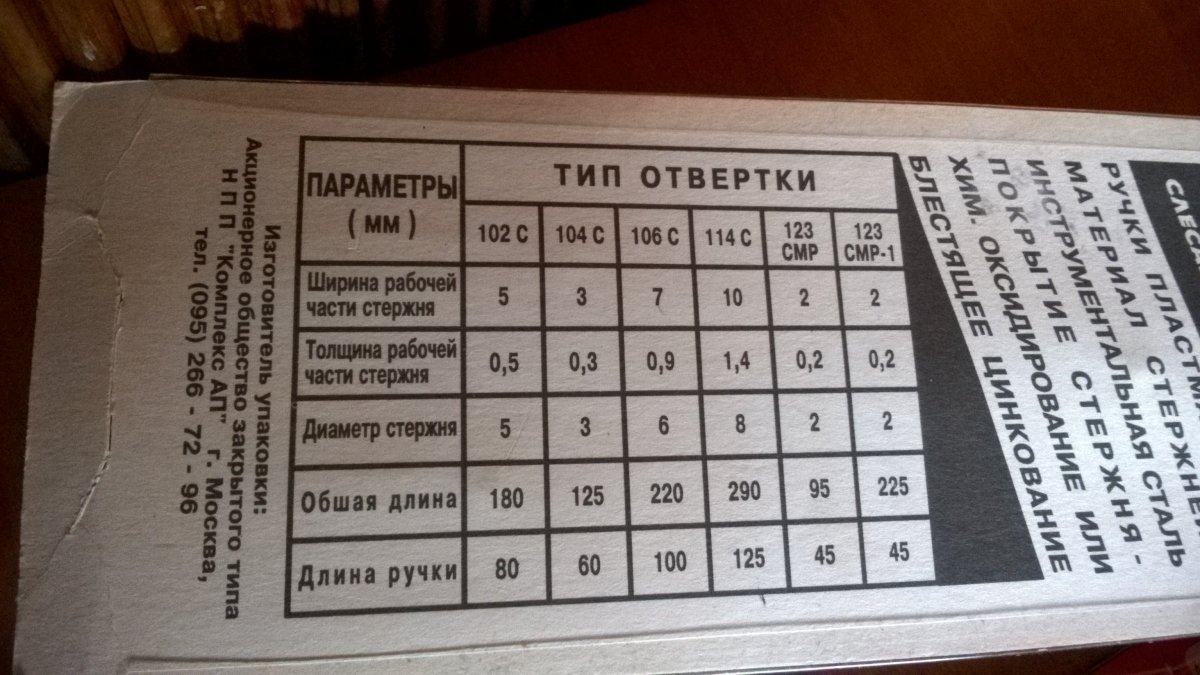 СЛЕСА
РУЧКИ ПЛАСТМА
МАТЕРИАЛ СТЕРЖНЕ
ИНСТРУМЕНТАЛЬНАЯ СТАЛЬ
ПОКРЫТИЕ СТЕРЖНЯ -
ХИМ. ОКСИДИРОВАНИЕ ИЛИ
БЛЕСТЯЩЕЕ ЦИНКОВАНИЕ
ПАРАМЕТРЫ ТИП ОТВЕРТКИ
( мм ) 102 С 104 С 106 С 114 С 123 СМР 123 СМР-1
Ширина рабочей
части стержня 5 3 7 10 2 2
Толщина рабочей
части стержня 0,5 0,3 0,9 1,4 0,2 0,2
Диаметр стержня 5 3 6 8 2 2
Обшая длина 180 125 220 290 95 225
Длина ручки 80 60 100 125 45 45
Изготовитель упаковки:
Акционерное общество закрытого типа
НПП "Комплекс АП" г. Москва,
тел. (095) 266 - 72 - 96